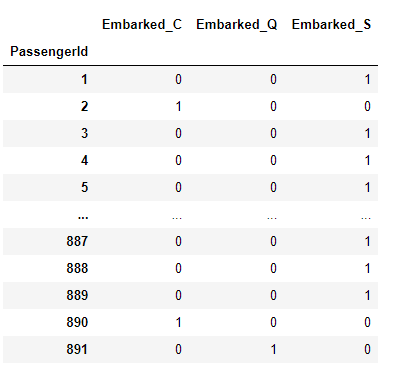 Embarked_C Embarked_Q Embarked_S
PassengerId
1 0 0 1
2 1 0 0
3 0 0 1
4 0 0 1
5 0 0 1
... ... ... ...
887 0 0 1
888 0 0 1
889 0 0 1
890 1 0 0
891 0 1 0